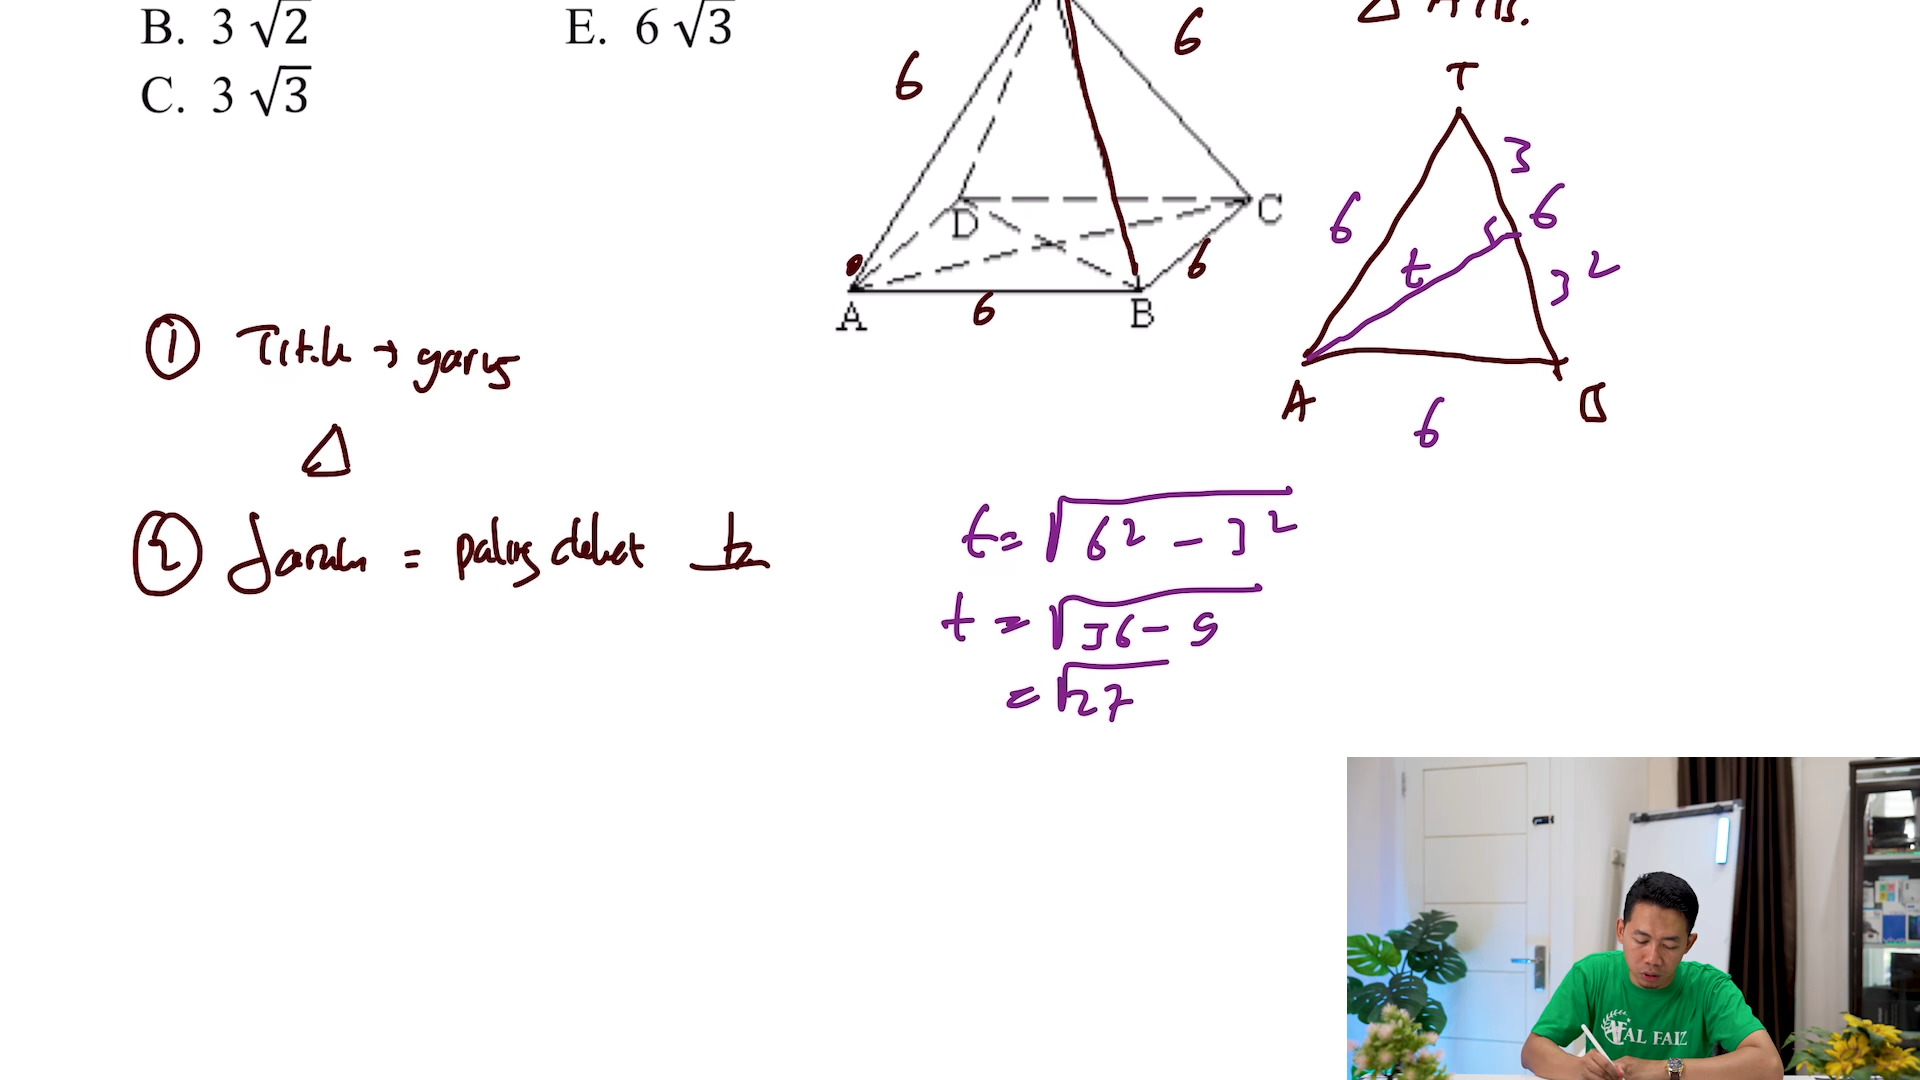 B. 3 √2
E. 6 √3
C. 3 √3
6
6
T
3
6
6
D
C
t
3 2
6
A
6
B
A
B
6
① Titik → garis
△
② Jarak = paling dekat
t = √6² - 3²
t = √36 - 9
= √27
AL FAIZ